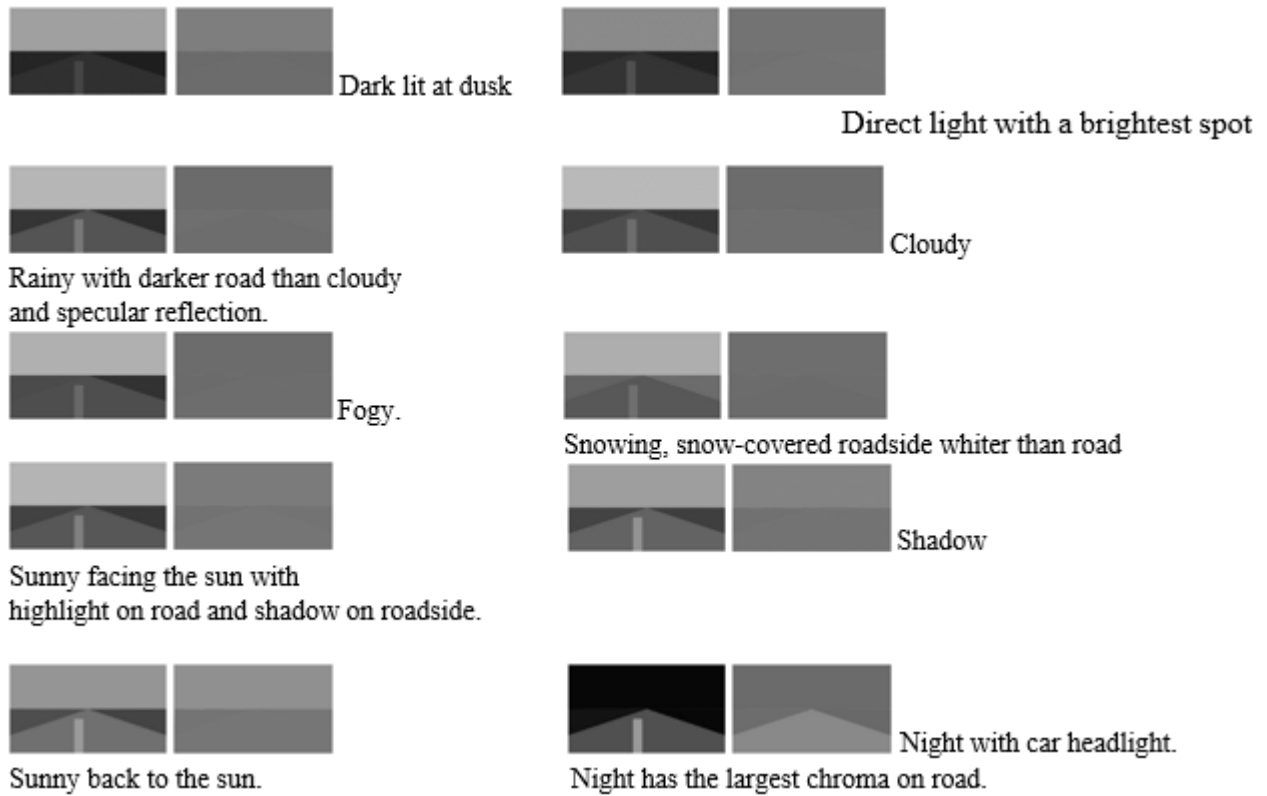 Dark lit at dusk
Direct light with a brightest spot
Rainy with darker road than cloudy
and specular reflection.
Cloudy
Fogy.
Snowing, snow-covered roadside whiter than road
Sunny facing the sun with
highlight on road and shadow on roadside.
Shadow
Sunny back to the sun.
Night with car headlight.
Night has the largest chroma on road.